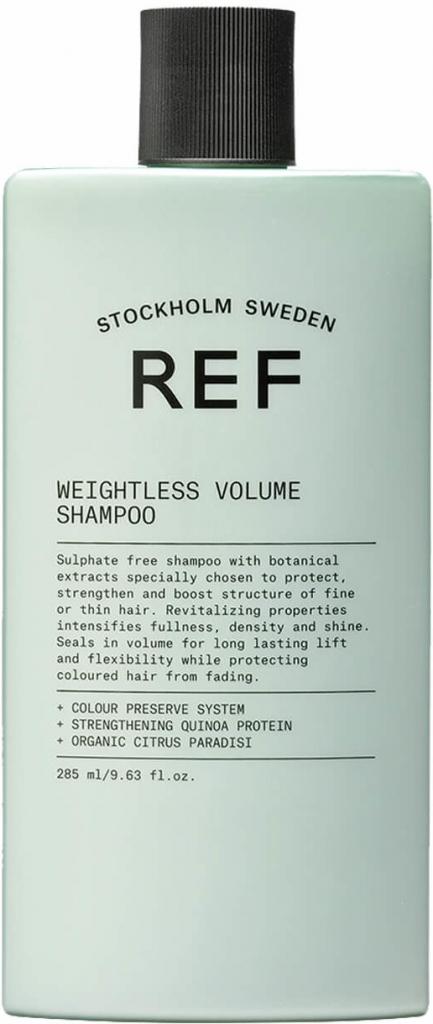 STOCKHOLM SWEDEN
REF
WEIGHTLESS VOLUME
SHAMPOO
Sulphate free shampoo with botanical
extracts specially chosen to protect,
strengthen and boost structure of fine
or thin hair. Revitalizing properties
intensifies fullness, density and shine.
Seals in volume for long lasting lift
and flexibility while protecting
coloured hair from fading.
+ COLOUR PRESERVE SYSTEM
+ STRENGTHENING QUINOA PROTEIN
+ ORGANIC CITRUS PARADISI
285 ml/9.63 fl.oz.